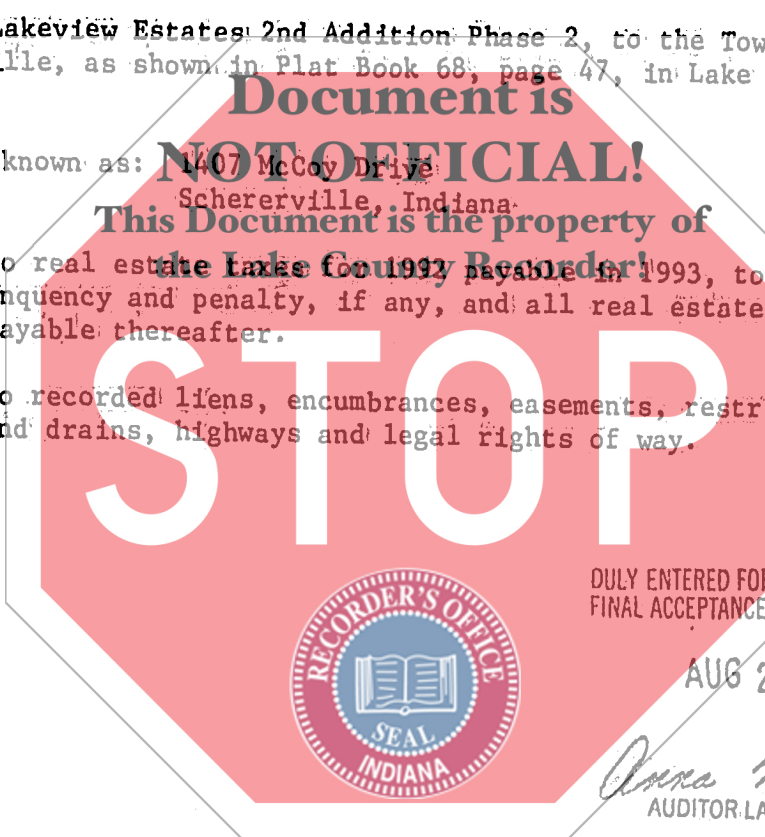 Lakeview Estates 2nd Addition Phase 2, to the Tow
lle, as shown in Plat Book 68, page 47, in Lake
Document is
known as: 1407 McCoy Drive
NOT OFFICIAL!
Schererville, Indiana
This Document is the property of
the Lake County Recorder!
o real estate taxes for 1992 payable in 1993, to
nquency and penalty, if any, and all real estate
ayable thereafter.
STOP
o recorded liens, encumbrances, easements, restr
nd drains, highways and legal rights of way.
DULY ENTERED FOR
FINAL ACCEPTANCE
RECORDER'S OFFICE
SEAL
INDIANA
AUG 2
Anna
AUDITOR LA